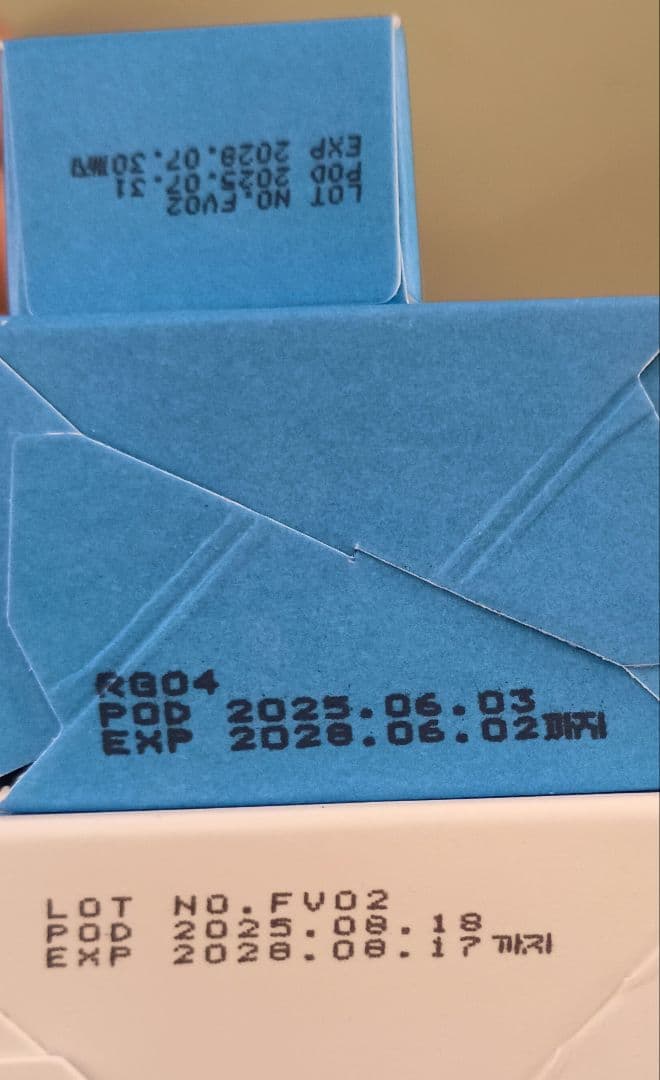 LOT NO.FV02
POD 2025.07.31
EXP 2028.07.30까지
RG04
POD 2025.06.03
EXP 2028.06.02까지
LOT NO.FV02
POD 2025.08.18
EXP 2028.08.17까지